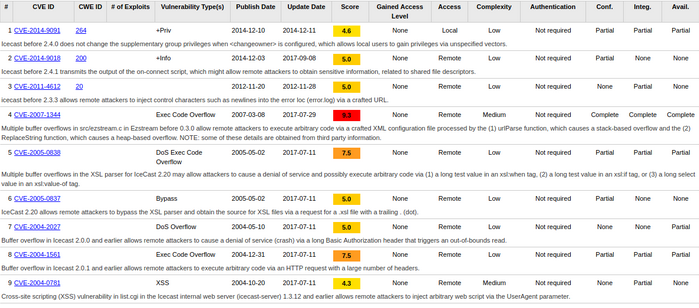 # CVE ID CWE ID # of Exploits Vulnerability Type(s) Publish Date Update Date Score Gained Access Level Access Complexity Authentication Conf. Integ. Avail.
1 CVE-2014-9091 264 +Priv 2014-12-10 2014-12-11 4.6 None Local Low Not required Partial Partial Partial
Icecast before 2.4.0 does not change the supplementary group privileges when <changeowner> is configured, which allows local users to gain privileges via unspecified vectors.
2 CVE-2014-9018 200 +Info 2014-12-03 2017-09-08 5.0 None Remote Low Not required Partial None None
Icecast before 2.4.1 transmits the output of the on-connect script, which might allow remote attackers to obtain sensitive information, related to shared file descriptors.
3 CVE-2011-4612 20 2012-11-20 2012-11-28 5.0 None Remote Low Not required None Partial None
icecast before 2.3.3 allows remote attackers to inject control characters such as newlines into the error loc (error.log) via a crafted URL.
4 CVE-2007-1344 Exec Code Overflow 2007-03-08 2017-07-29 9.3 None Remote Medium Not required Complete Complete Complete
Multiple buffer overflows in src/ezstream.c in Ezstream before 0.3.0 allow remote attackers to execute arbitrary code via a crafted XML configuration file processed by the (1) urlParse function, which causes a stack-based overflow and the (2)
ReplaceString function, which causes a heap-based overflow. NOTE: some of these details are obtained from third party information.
5 CVE-2005-0838 DoS Exec Code Overflow 2005-05-02 2017-07-11 7.5 None Remote Low Not required Partial Partial Partial
Multiple buffer overflows in the XSL parser for IceCast 2.20 may allow attackers to cause a denial of service and possibly execute arbitrary code via (1) a long test value in an xsl:when tag, (2) a long test value in an xsl:if tag, or (3) a long select
value in an xsl:value-of tag.
6 CVE-2005-0837 Bypass 2005-05-02 2017-07-11 5.0 None Remote Low Not required Partial None None
IceCast 2.20 allows remote attackers to bypass the XSL parser and obtain the source for XSL files via a request for a .xsl file with a trailing . (dot).
7 CVE-2004-2027 DoS Overflow 2004-05-10 2017-07-11 5.0 None Remote Low Not required None None Partial
Buffer overflow in Icecast 2.0.0 and earlier allows remote attackers to cause a denial of service (crash) via a long Basic Authorization header that triggers an out-of-bounds read.
8 CVE-2004-1561 Exec Code Overflow 2004-12-31 2017-07-11 7.5 None Remote Low Not required Partial Partial Partial
Buffer overflow in Icecast 2.0.1 and earlier allows remote attackers to execute arbitrary code via an HTTP request with a large number of headers.
9 CVE-2004-0781 XSS 2004-10-20 2017-07-11 4.3 None Remote Medium Not required None Partial None
Cross-site scripting (XSS) vulnerability in list.cgi in the Icecast internal web server (icecast-server) 1.3.12 and earlier allow remote attackers to inject arbitrary web script via the UserAgent parameter.